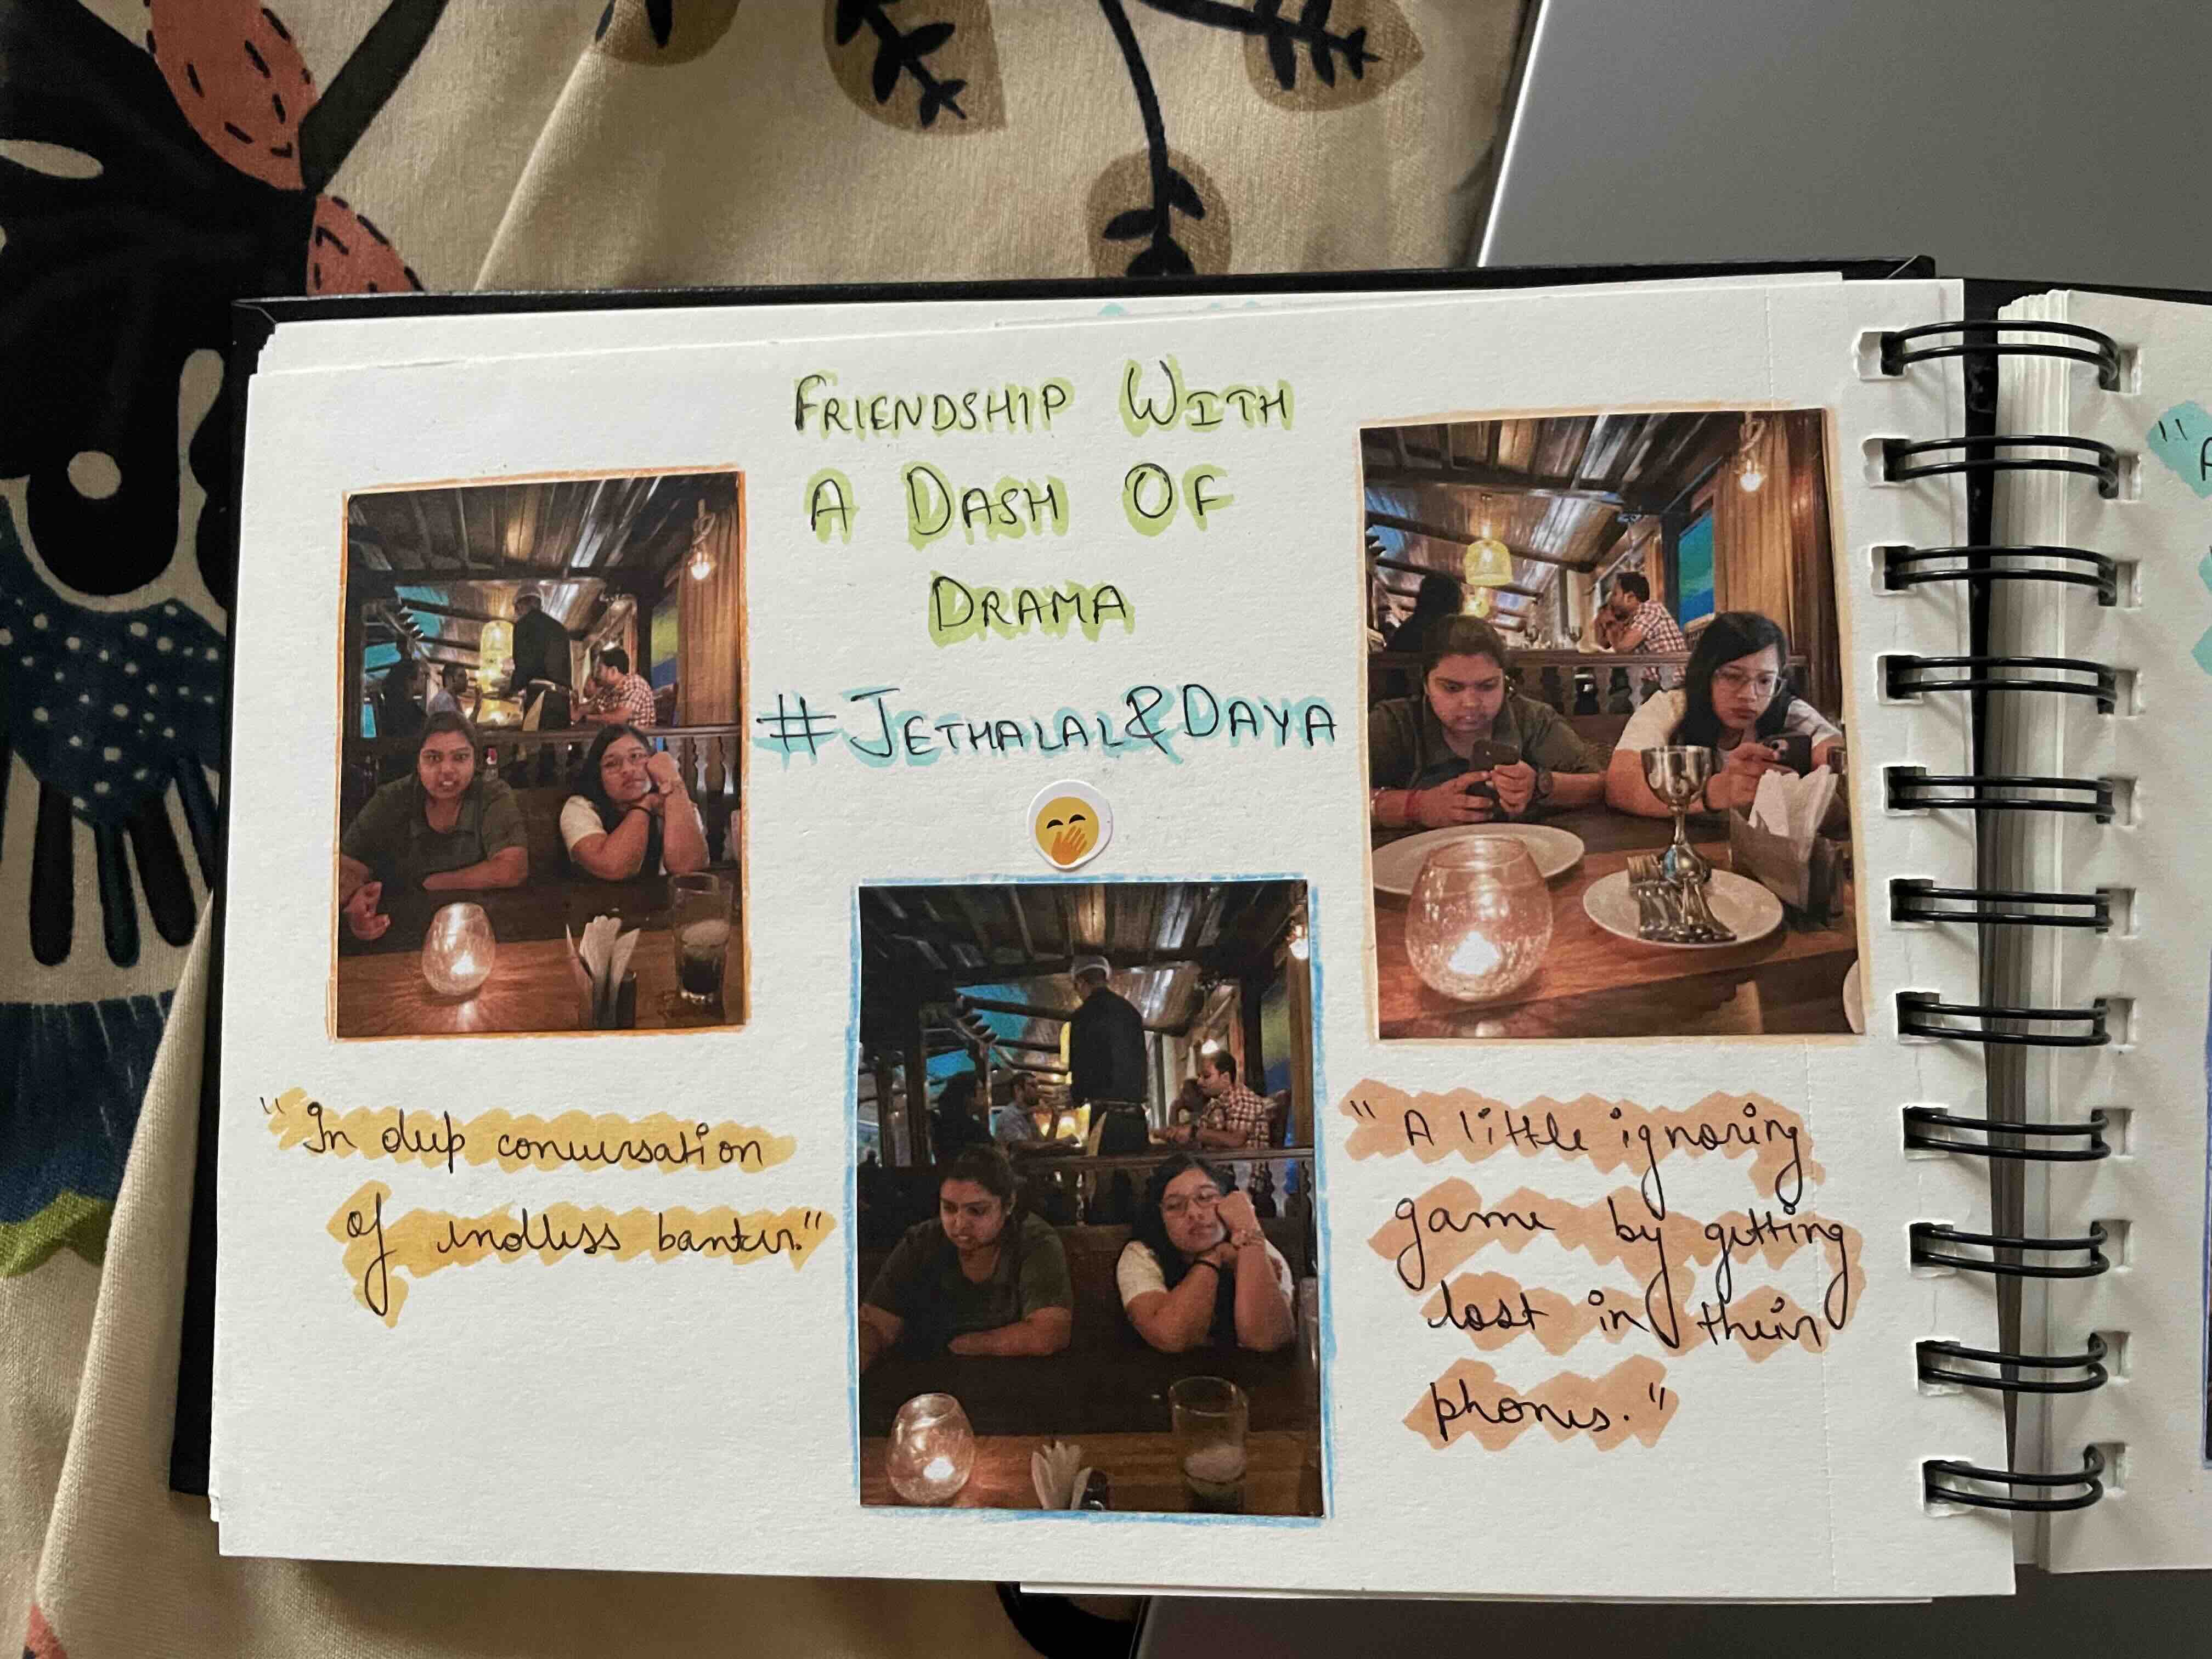 FRIENDSHIP WITH
A DASH OF
DRAMA
#JETHALAL&DAYA
"In deep conversation
of endless banter."
"A little ignoring
game by getting
lost in their
phones."